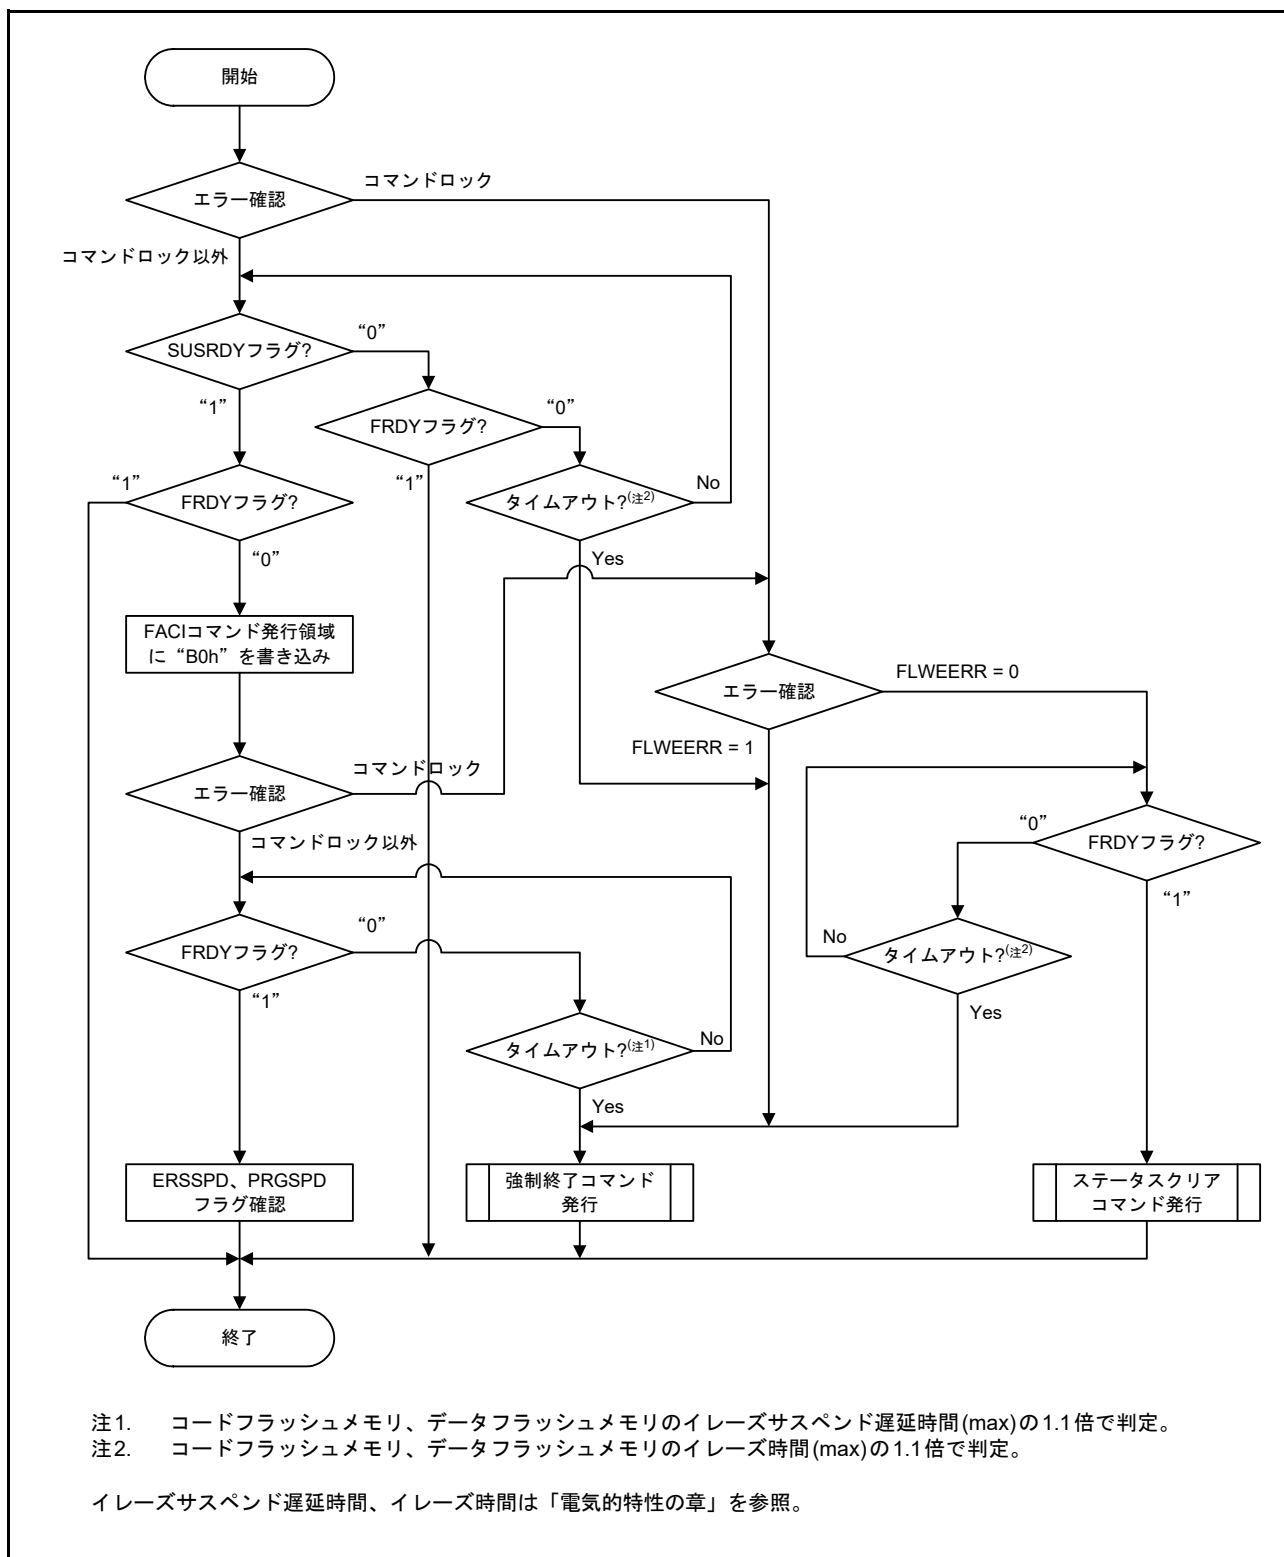 開始
エラー確認
コマンドロック
コマンドロック以外
SUSRDYフラグ?
“0”
“1”
FRDYフラグ?
“0”
“1”
“1”
FRDYフラグ?
“0”
タイムアウト?(注2)
No
Yes
FACIコマンド発行領域
に“B0h”を書き込み
エラー確認
FLWEERR = 0
FLWEERR = 1
エラー確認
コマンドロック
コマンドロック以外
“0”
FRDYフラグ?
“1”
FRDYフラグ?
“0”
“1”
No
タイムアウト?(注2)
Yes
タイムアウト?(注1)
No
Yes
ERSSPD、PRGSPD
フラグ確認
強制終了コマンド
発行
ステータスクリア
コマンド発行
終了
注1. コードフラッシュメモリ、データフラッシュメモリのイレーズサスペンド遅延時間(max)の1.1倍で判定。
注2. コードフラッシュメモリ、データフラッシュメモリのイレーズ時間(max)の1.1倍で判定。
イレーズサスペンド遅延時間、イレーズ時間は「電気的特性の章」を参照。